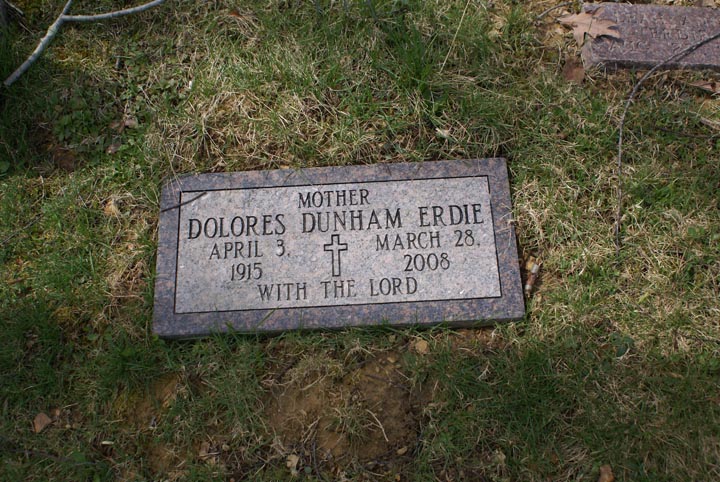 MOTHER
DOLORES DUNHAM ERDIE
APRIL 3, MARCH 28,
1915 2008
WITH THE LORD